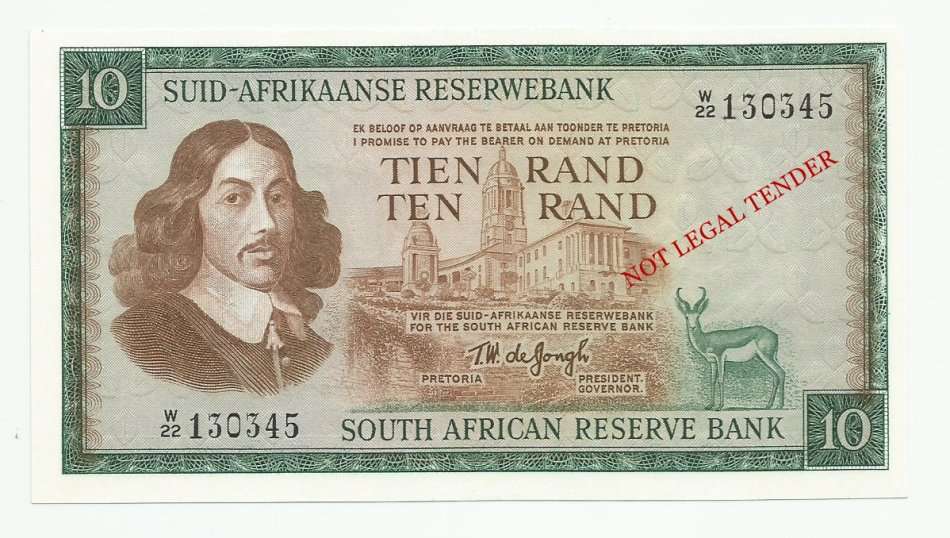 10 SUID-AFRIKAANSE RESERWEBANK W/22 130345
EK BELOOF OP AANVRAAG TE BETAAL AAN TOONDER TE PRETORIA
I PROMISE TO PAY THE BEARER ON DEMAND AT PRETORIA
TIEN RAND
TEN RAND
NOT LEGAL TENDER
VIR DIE SUID-AFRIKAANSE RESERWEBANK
FOR THE SOUTH AFRICAN RESERVE BANK
T.W. de Jongh
PRETORIA PRESIDENT.
GOVERNOR.
W/22 130345 SOUTH AFRICAN RESERVE BANK 10